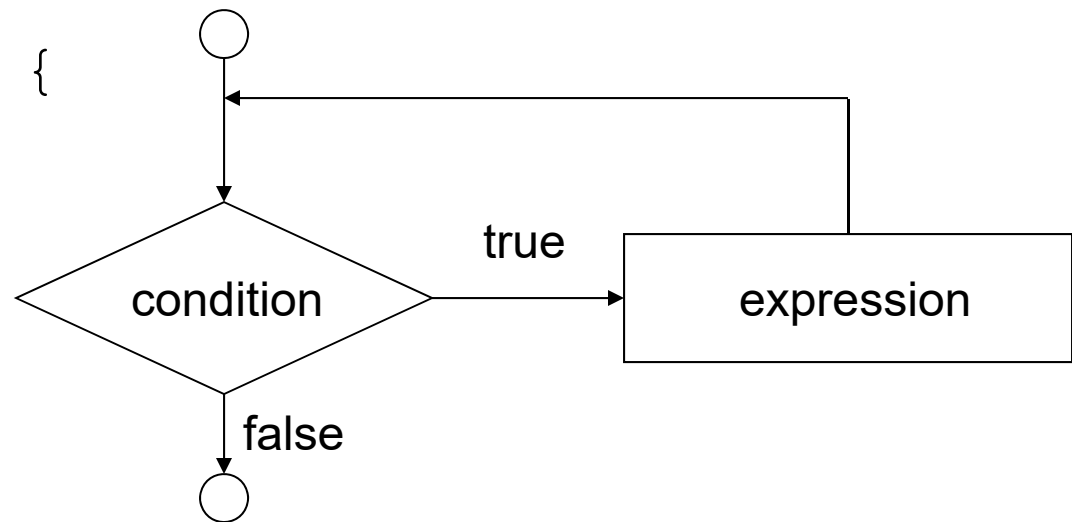 {
true
condition
expression
false